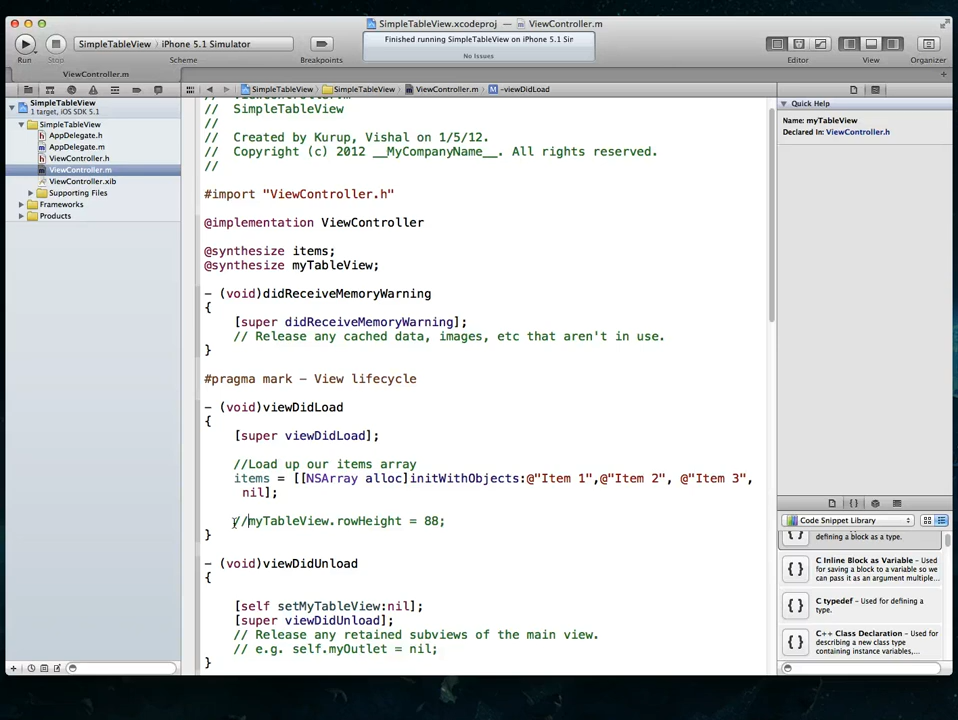 SimpleTableView.xcodeproj — ViewController.m
SimpleTableView iPhone 5.1 Simulator
Finished running SimpleTableView on iPhone 5.1 Sir
No Issues
Run Stop Scheme Breakpoints Editor View Organizer
ViewController.m
SimpleTableView SimpleTableView ViewController.m M -viewDidLoad
SimpleTableView
1 target, iOS SDK 5.1
SimpleTableView
AppDelegate.h
AppDelegate.m
ViewController.h
ViewController.m
ViewController.xib
Supporting Files
Frameworks
Products
//  SimpleTableView
//
//  Created by Kurup, Vishal on 1/5/12.
//  Copyright (c) 2012 __MyCompanyName__. All rights reserved.
//
#import "ViewController.h"
@implementation ViewController
@synthesize items;
@synthesize myTableView;
- (void)didReceiveMemoryWarning
{
[super didReceiveMemoryWarning];
// Release any cached data, images, etc that aren't in use.
}
#pragma mark - View lifecycle
- (void)viewDidLoad
{
[super viewDidLoad];
//Load up our items array
items = [[NSArray alloc]initWithObjects:@"Item 1",@"Item 2", @"Item 3",
nil];
//myTableView.rowHeight = 88;
}
- (void)viewDidUnload
{
[self setMyTableView:nil];
[super viewDidUnload];
// Release any retained subviews of the main view.
// e.g. self.myOutlet = nil;
}
Quick Help
Name: myTableView
Declared In: ViewController.h
Code Snippet Library
defining a block as a type.
C Inline Block as Variable - Used
for saving a block to a variable so we
can pass it as an argument multiple...
C typedef - Used for defining a
type.
C++ Class Declaration - Used for
describing a new class type
containing instance variables,...